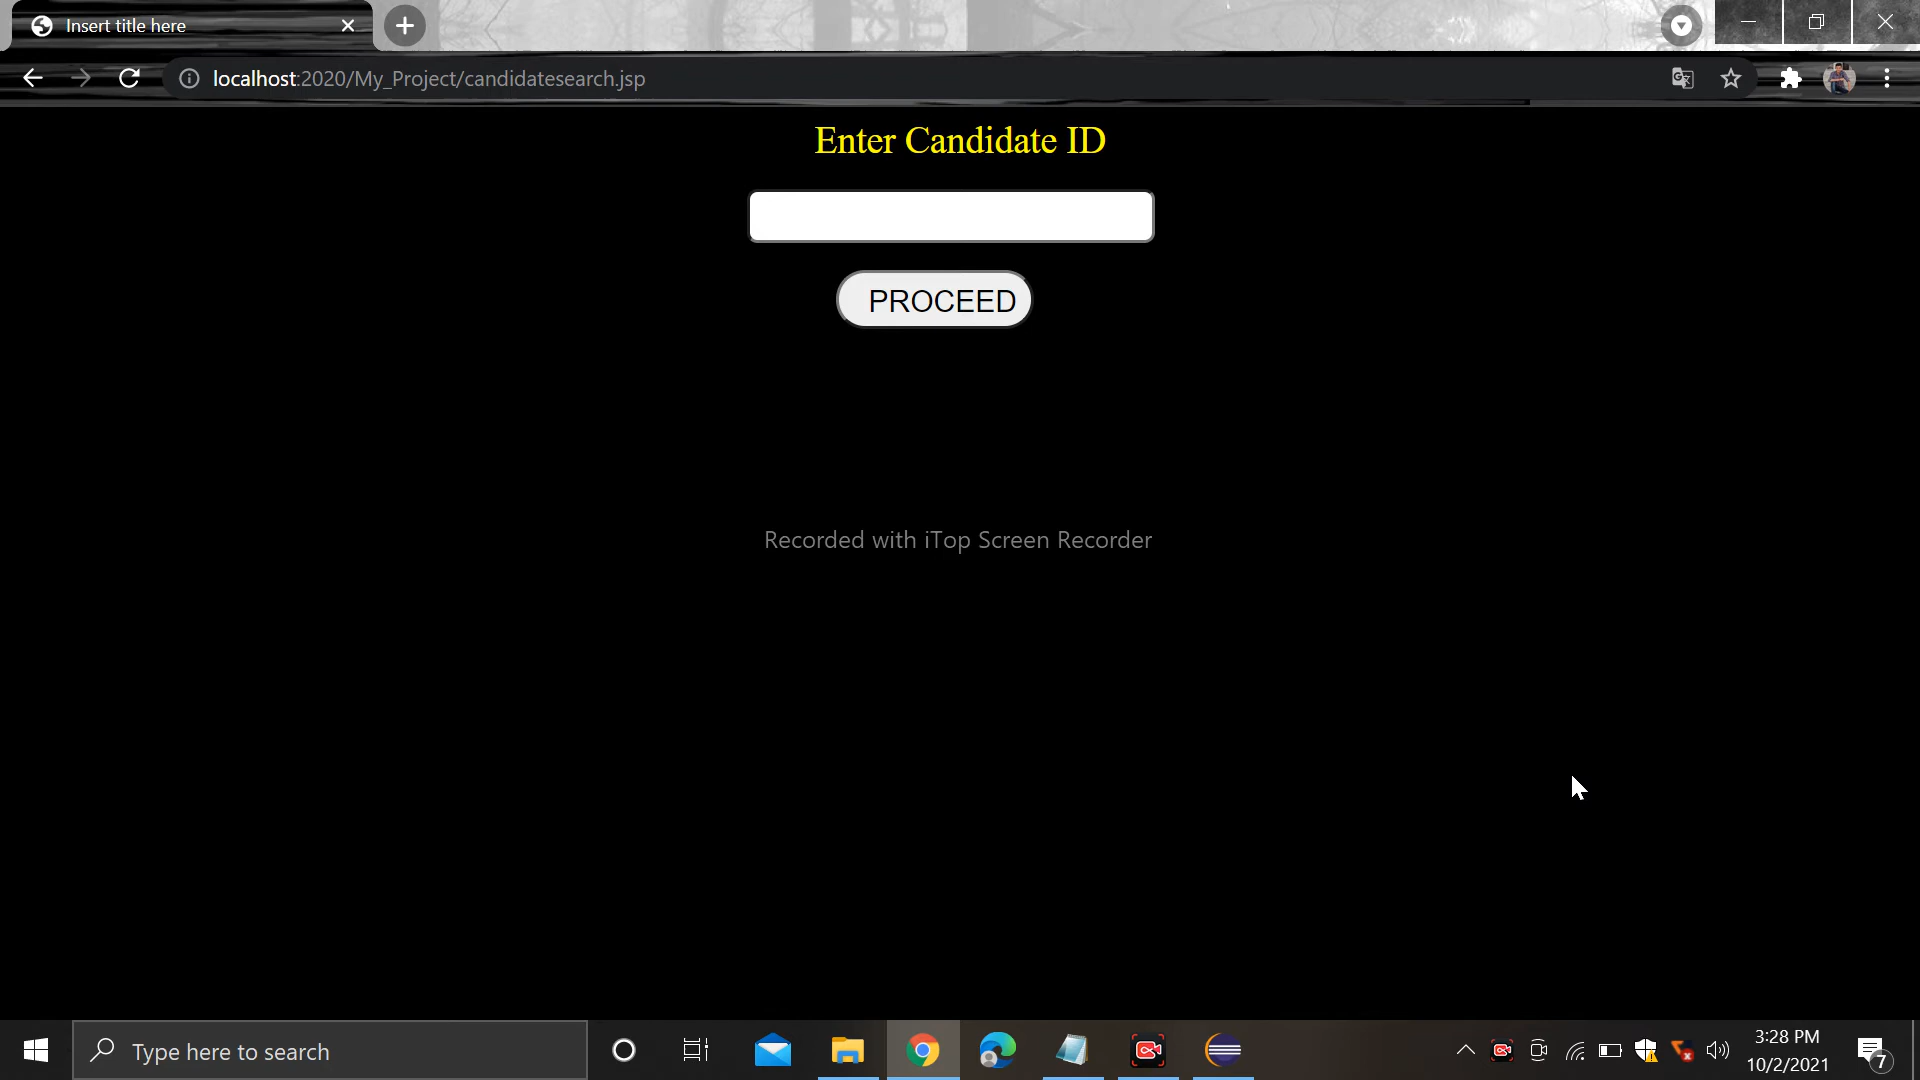 Insert title here
localhost:2020/My_Project/candidatesearch.jsp
Enter Candidate ID
PROCEED
Recorded with iTop Screen Recorder
Type here to search
3:28 PM
10/2/2021
7